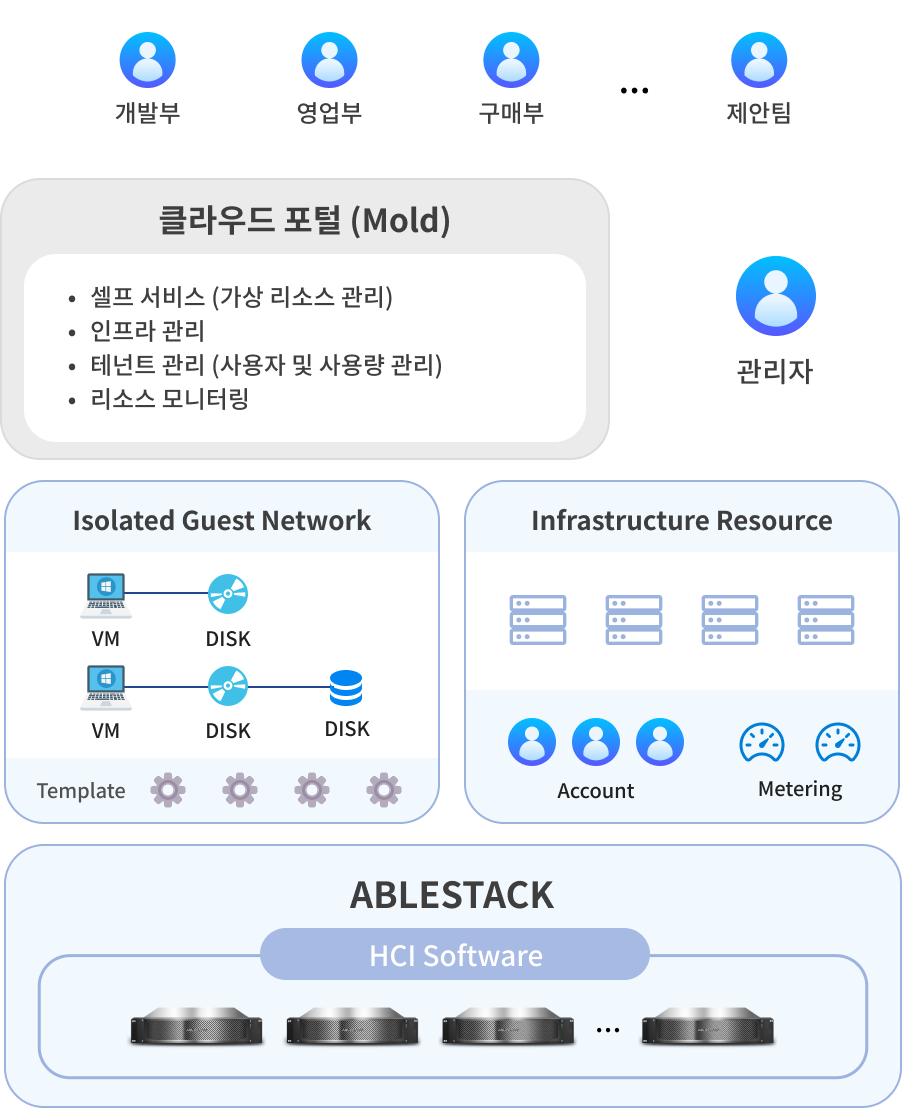 개발부 영업부 구매부 ... 제안팀
클라우드 포털 (Mold)
• 셀프 서비스 (가상 리소스 관리)
• 인프라 관리
• 테넌트 관리 (사용자 및 사용량 관리)
• 리소스 모니터링
관리자
Isolated Guest Network
VM DISK
VM DISK DISK
Template
Infrastructure Resource
Account Metering
ABLESTACK
HCI Software
...